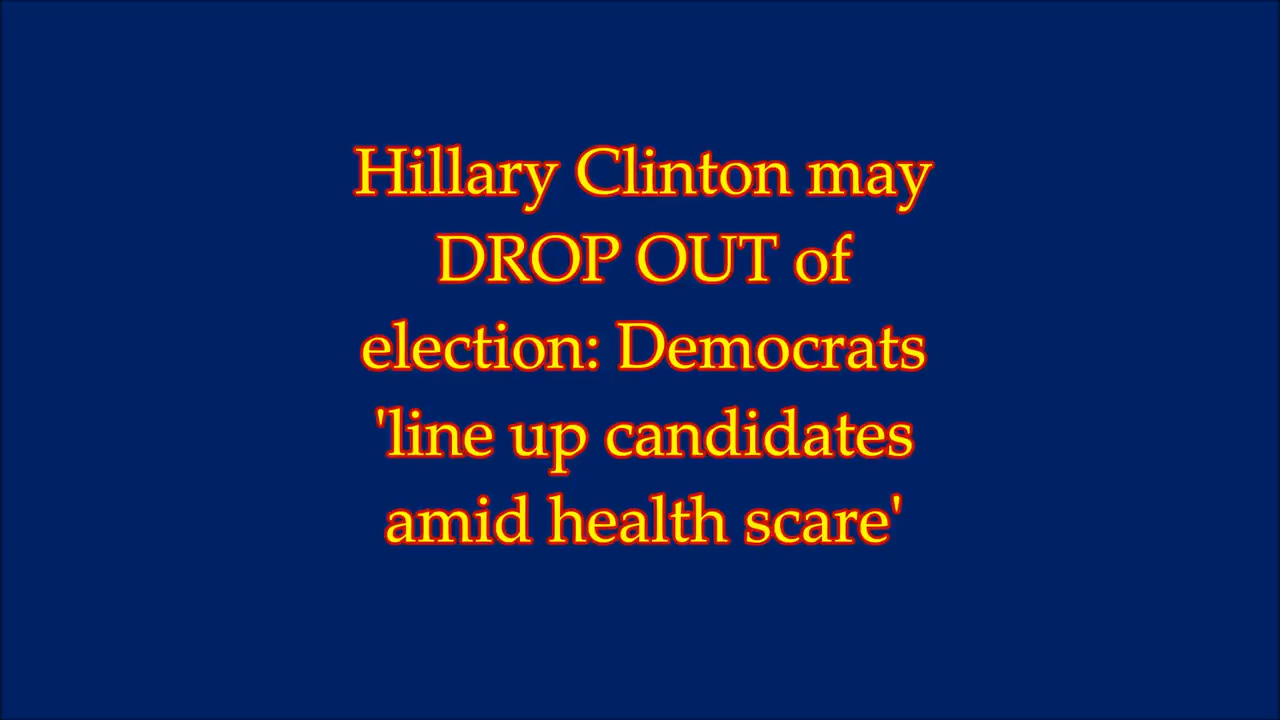 Hillary Clinton may
DROP OUT of
election: Democrats
'line up candidates
amid health scare'